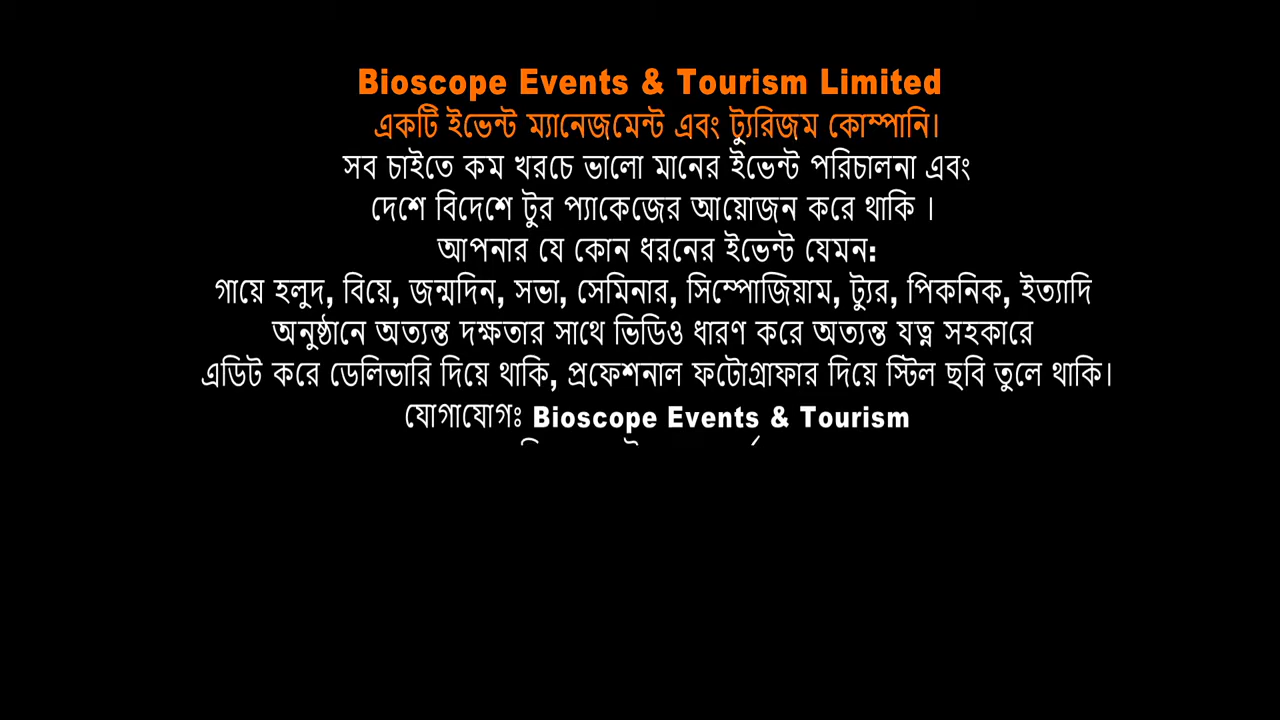 Bioscope Events & Tourism Limited
একটি ইভেন্ট ম্যানেজমেন্ট এবং ট্যুরিজম কোম্পানি।
সব চাইতে কম খরচে ভালো মানের ইভেন্ট পরিচালনা এবং
দেশে বিদেশে টুর প্যাকেজের আয়োজন করে থাকি ।
আপনার যে কোন ধরনের ইভেন্ট যেমন:
গায়ে হলুদ, বিয়ে, জন্মদিন, সভা, সেমিনার, সিম্পোজিয়াম, ট্যুর, পিকনিক, ইত্যাদি
অনুষ্ঠানে অত্যন্ত দক্ষতার সাথে ভিডিও ধারণ করে অত্যন্ত যত্ন সহকারে
এডিট করে ডেলিভারি দিয়ে থাকি, প্রফেশনাল ফটোগ্রাফার দিয়ে স্টিল ছবি তুলে থাকি।
যোগাযোগঃ Bioscope Events & Tourism